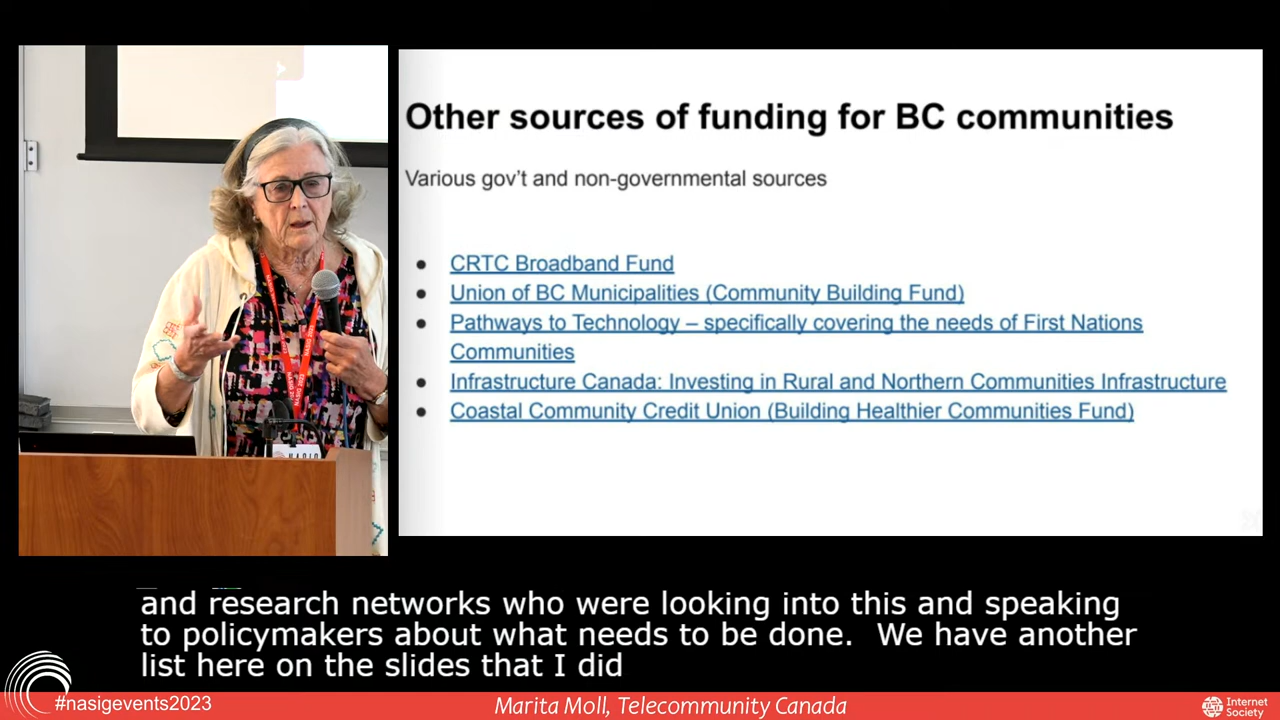 Other sources of funding for BC communities
Various gov't and non-governmental sources
● CRTC Broadband Fund
● Union of BC Municipalities (Community Building Fund)
● Pathways to Technology – specifically covering the needs of First Nations
Communities
● Infrastructure Canada: Investing in Rural and Northern Communities Infrastructure
● Coastal Community Credit Union (Building Healthier Communities Fund)
and research networks who were looking into this and speaking
to policymakers about what needs to be done. We have another
list here on the slides that I did
#nasigevents2023
Marita Moll, Telecommunity Canada
Internet
Society